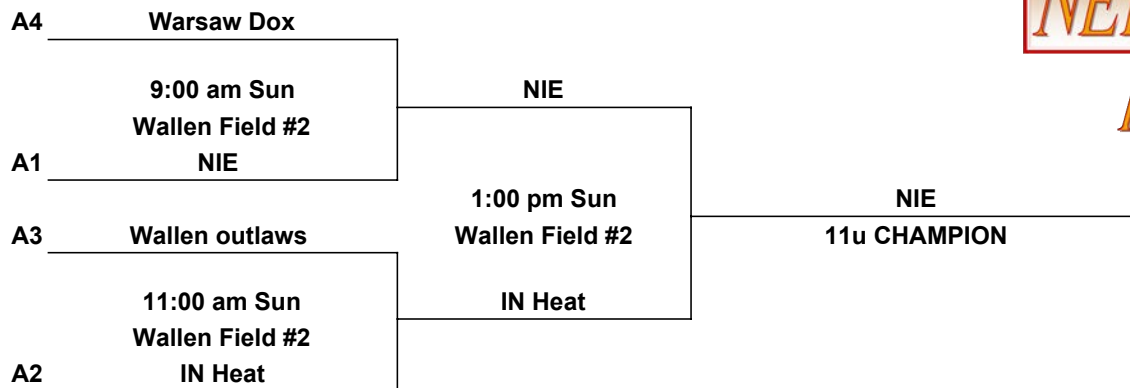 A4 Warsaw Dox
9:00 am Sun
Wallen Field #2
A1 NIE
NIE
A3 Wallen outlaws
11:00 am Sun
Wallen Field #2
A2 IN Heat
1:00 pm Sun
Wallen Field #2
IN Heat
NIE
11u CHAMPION